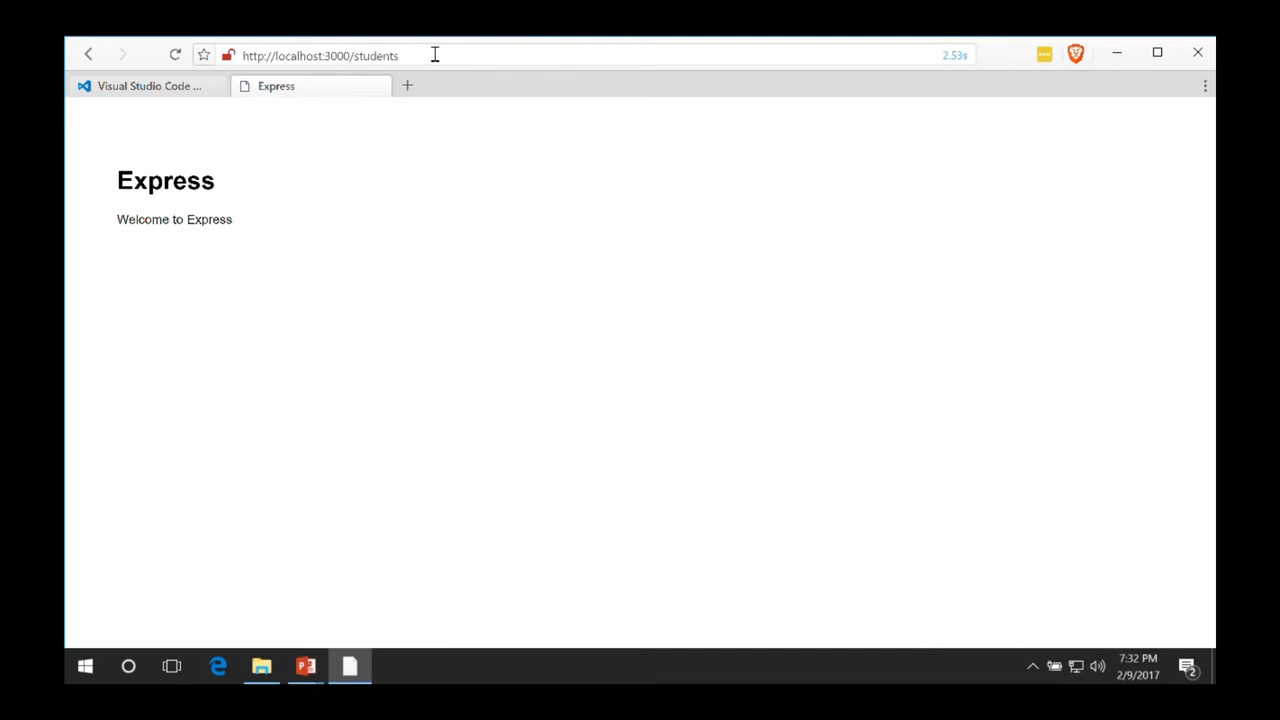 http://localhost:3000/students
2.53s
Visual Studio Code ...
Express
Express
Welcome to Express
7:32 PM
2/9/2017
2